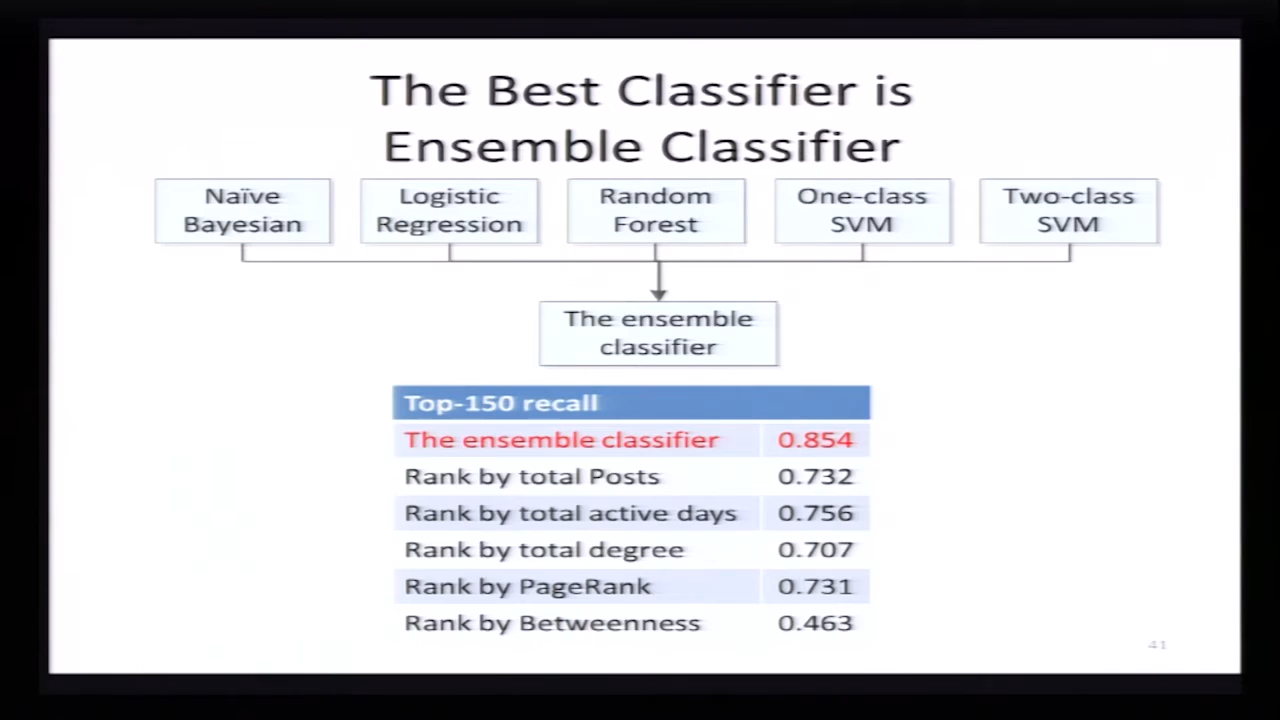 The Best Classifier is
Ensemble Classifier
Naïve
Bayesian
Logistic
Regression
Random
Forest
One-class
SVM
Two-class
SVM
The ensemble
classifier
Top-150 recall
The ensemble classifier 0.854
Rank by total Posts 0.732
Rank by total active days 0.756
Rank by total degree 0.707
Rank by PageRank 0.731
Rank by Betweenness 0.463
41